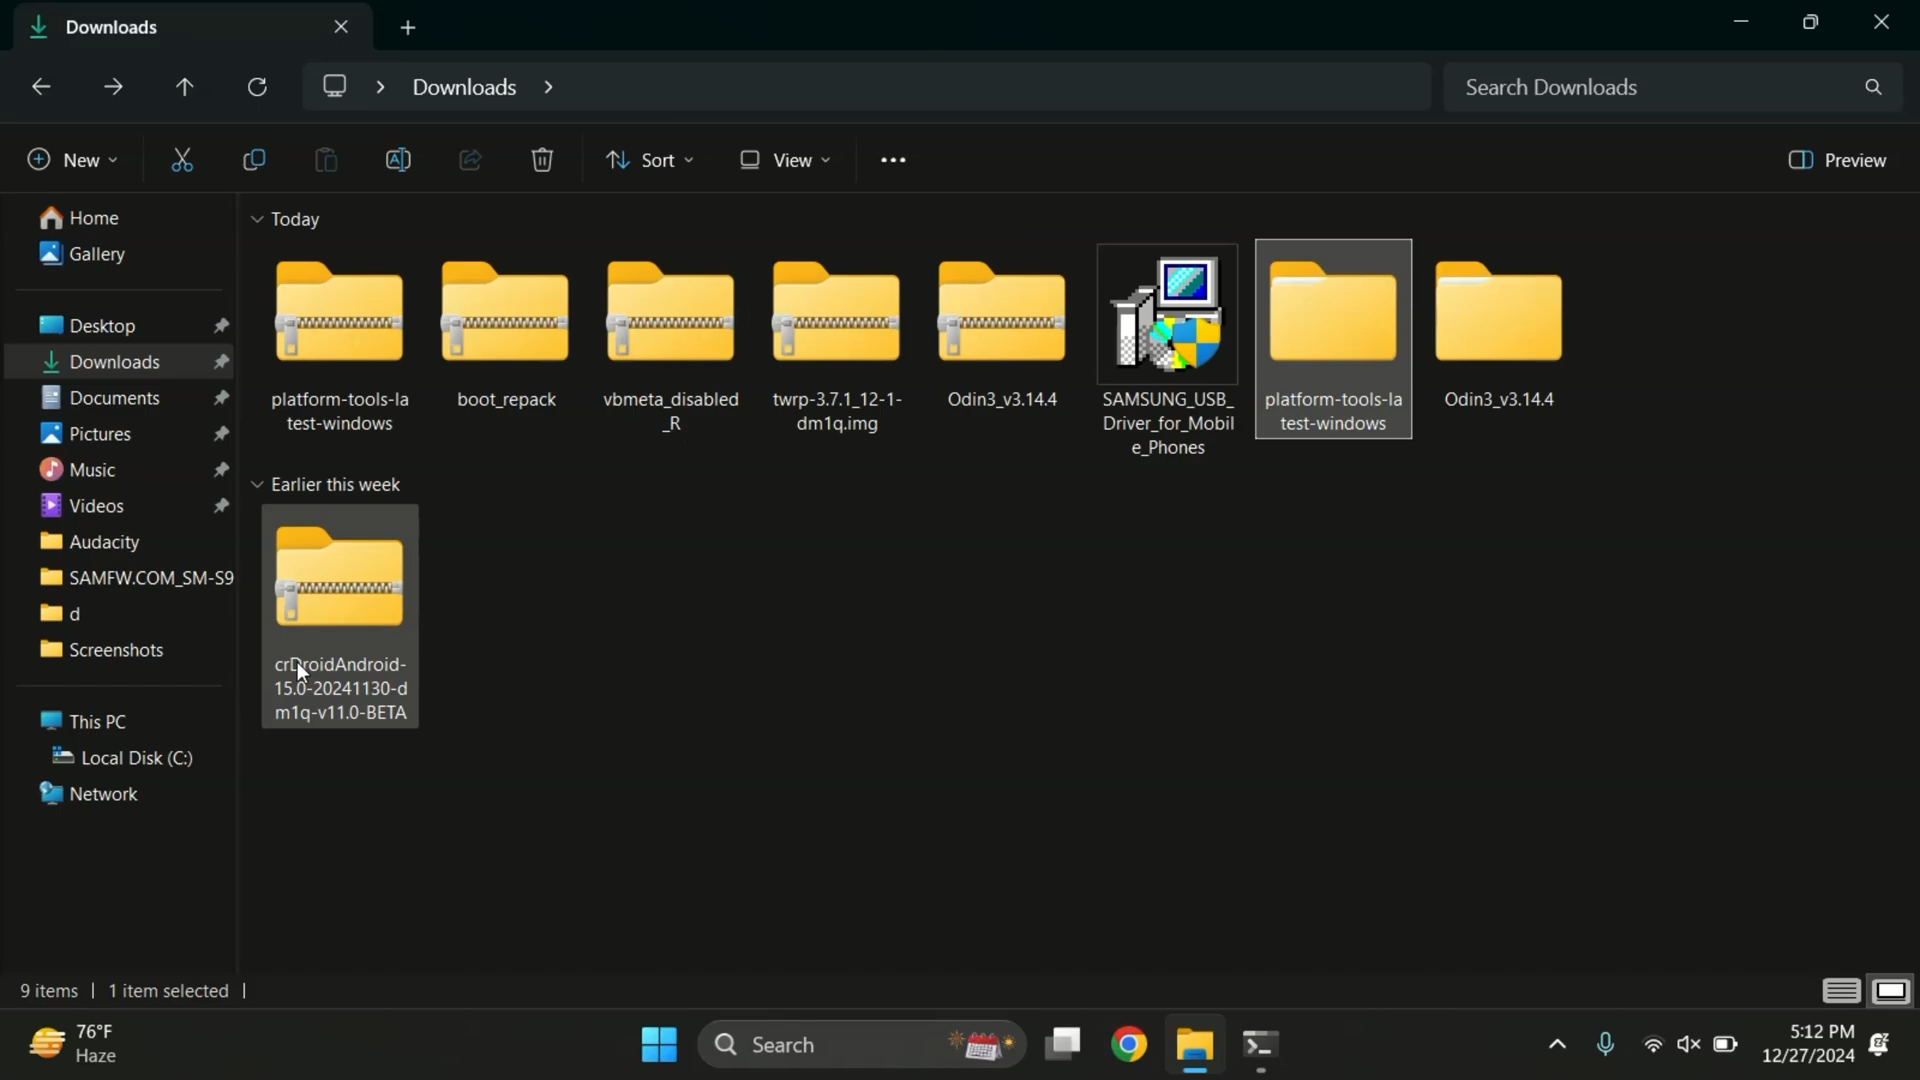 Downloads
Downloads
Search Downloads
New
Sort
View
Preview
Home
Gallery
Desktop
Downloads
Documents
Pictures
Music
Videos
Audacity
SAMFW.COM_SM-S9
d
Screenshots
This PC
Local Disk (C:)
Network
Today
platform-tools-la
test-windows
boot_repack
vbmeta_disabled
_R
twrp-3.7.1_12-1-
dm1q.img
Odin3_v3.14.4
SAMSUNG_USB_
Driver_for_Mobil
e_Phones
platform-tools-la
test-windows
Odin3_v3.14.4
Earlier this week
crDroidAndroid-
15.0-20241130-d
m1q-v11.0-BETA
9 items
1 item selected
76°F
Haze
Search
5:12 PM
12/27/2024